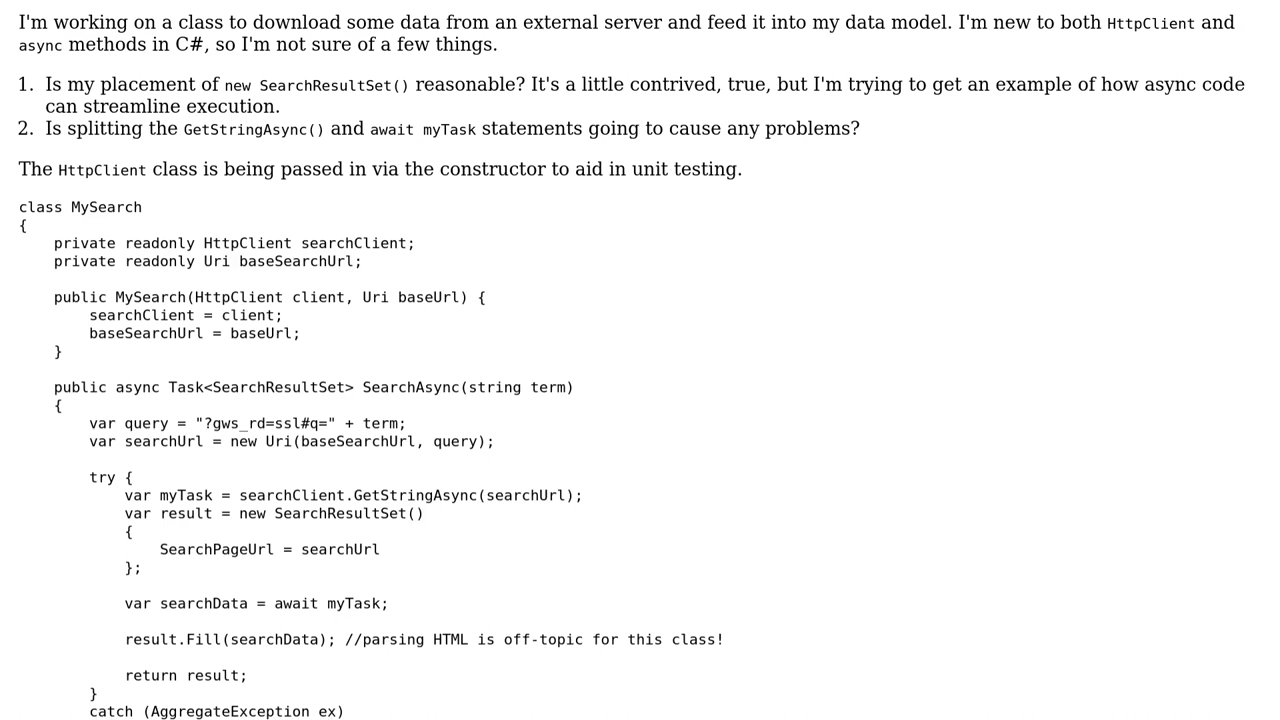 I'm working on a class to download some data from an external server and feed it into my data model. I'm new to both HttpClient and
async methods in C#, so I'm not sure of a few things.
1. Is my placement of new SearchResultSet() reasonable? It's a little contrived, true, but I'm trying to get an example of how async code
can streamline execution.
2. Is splitting the GetStringAsync() and await myTask statements going to cause any problems?
The HttpClient class is being passed in via the constructor to aid in unit testing.
class MySearch
{
    private readonly HttpClient searchClient;
    private readonly Uri baseSearchUrl;
    public MySearch(HttpClient client, Uri baseUrl) {
        searchClient = client;
        baseSearchUrl = baseUrl;
    }
    public async Task<SearchResultSet> SearchAsync(string term)
    {
        var query = "?gws_rd=ssl#q=" + term;
        var searchUrl = new Uri(baseSearchUrl, query);
        try {
            var myTask = searchClient.GetStringAsync(searchUrl);
            var result = new SearchResultSet()
            {
                SearchPageUrl = searchUrl
            };
            var searchData = await myTask;
            result.Fill(searchData); //parsing HTML is off-topic for this class!
            return result;
        }
        catch (AggregateException ex)